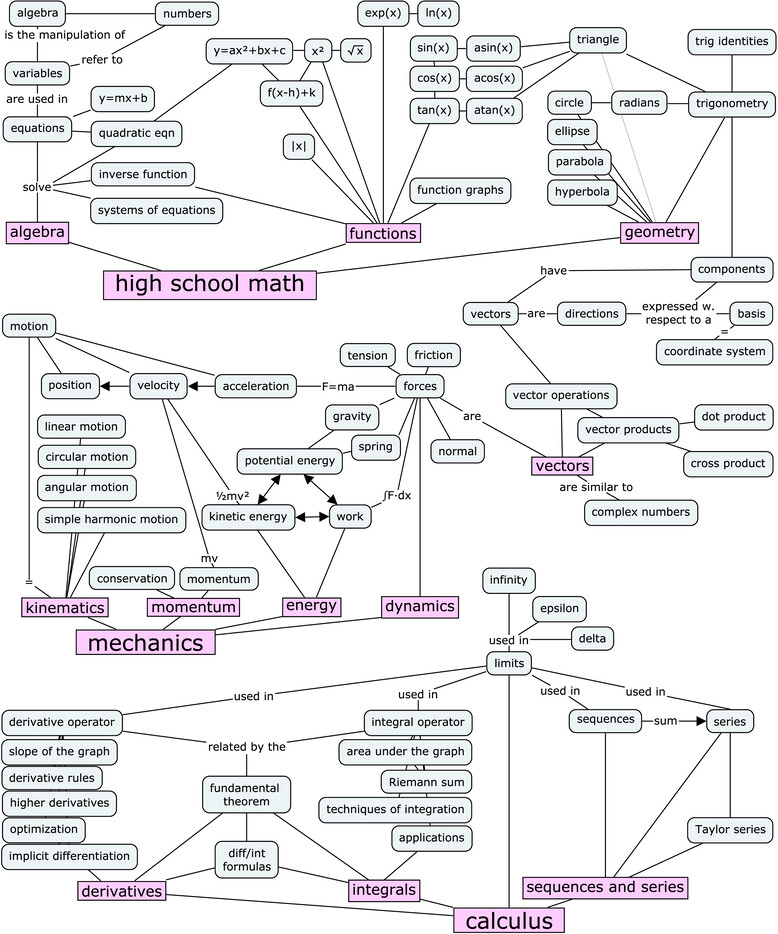 algebra
numbers
is the manipulation of
refer to
variables
are used in
y=mx+b
equations
quadratic eqn
solve
inverse function
systems of equations
algebra
exp(x)
ln(x)
y=ax²+bx+c
x²
√x
f(x-h)+k
|x|
sin(x)
asin(x)
cos(x)
acos(x)
tan(x)
atan(x)
function graphs
functions
triangle
trig identities
circle
radians
trigonometry
ellipse
parabola
hyperbola
geometry
high school math
components
have
vectors
are
directions
expressed w.
respect to a
basis
=
coordinate system
vector operations
vector products
dot product
cross product
are
vectors
are similar to
complex numbers
motion
position
velocity
acceleration
F=ma
tension
friction
forces
gravity
spring
normal
potential energy
linear motion
circular motion
angular motion
simple harmonic motion
½mv²
kinetic energy
work
∫F·dx
mv
=
conservation
momentum
kinematics
momentum
energy
dynamics
mechanics
infinity
epsilon
used in
delta
limits
used in
used in
used in
used in
derivative operator
integral operator
sequences
sum
series
slope of the graph
related by the
area under the graph
derivative rules
fundamental
theorem
Riemann sum
higher derivatives
techniques of integration
optimization
applications
Taylor series
implicit differentiation
diff/int
formulas
derivatives
integrals
sequences and series
calculus